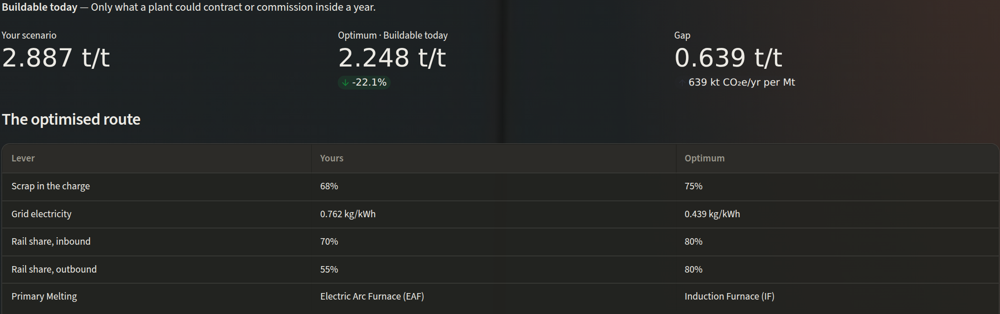 Buildable today — Only what a plant could contract or commission inside a year.
Your scenario
2.887 t/t
Optimum · Buildable today
2.248 t/t
↓ -22.1%
Gap
0.639 t/t
↑ 639 kt CO₂e/yr per Mt
The optimised route
Lever Yours Optimum
Scrap in the charge 68% 75%
Grid electricity 0.762 kg/kWh 0.439 kg/kWh
Rail share, inbound 70% 80%
Rail share, outbound 55% 80%
Primary Melting Electric Arc Furnace (EAF) Induction Furnace (IF)